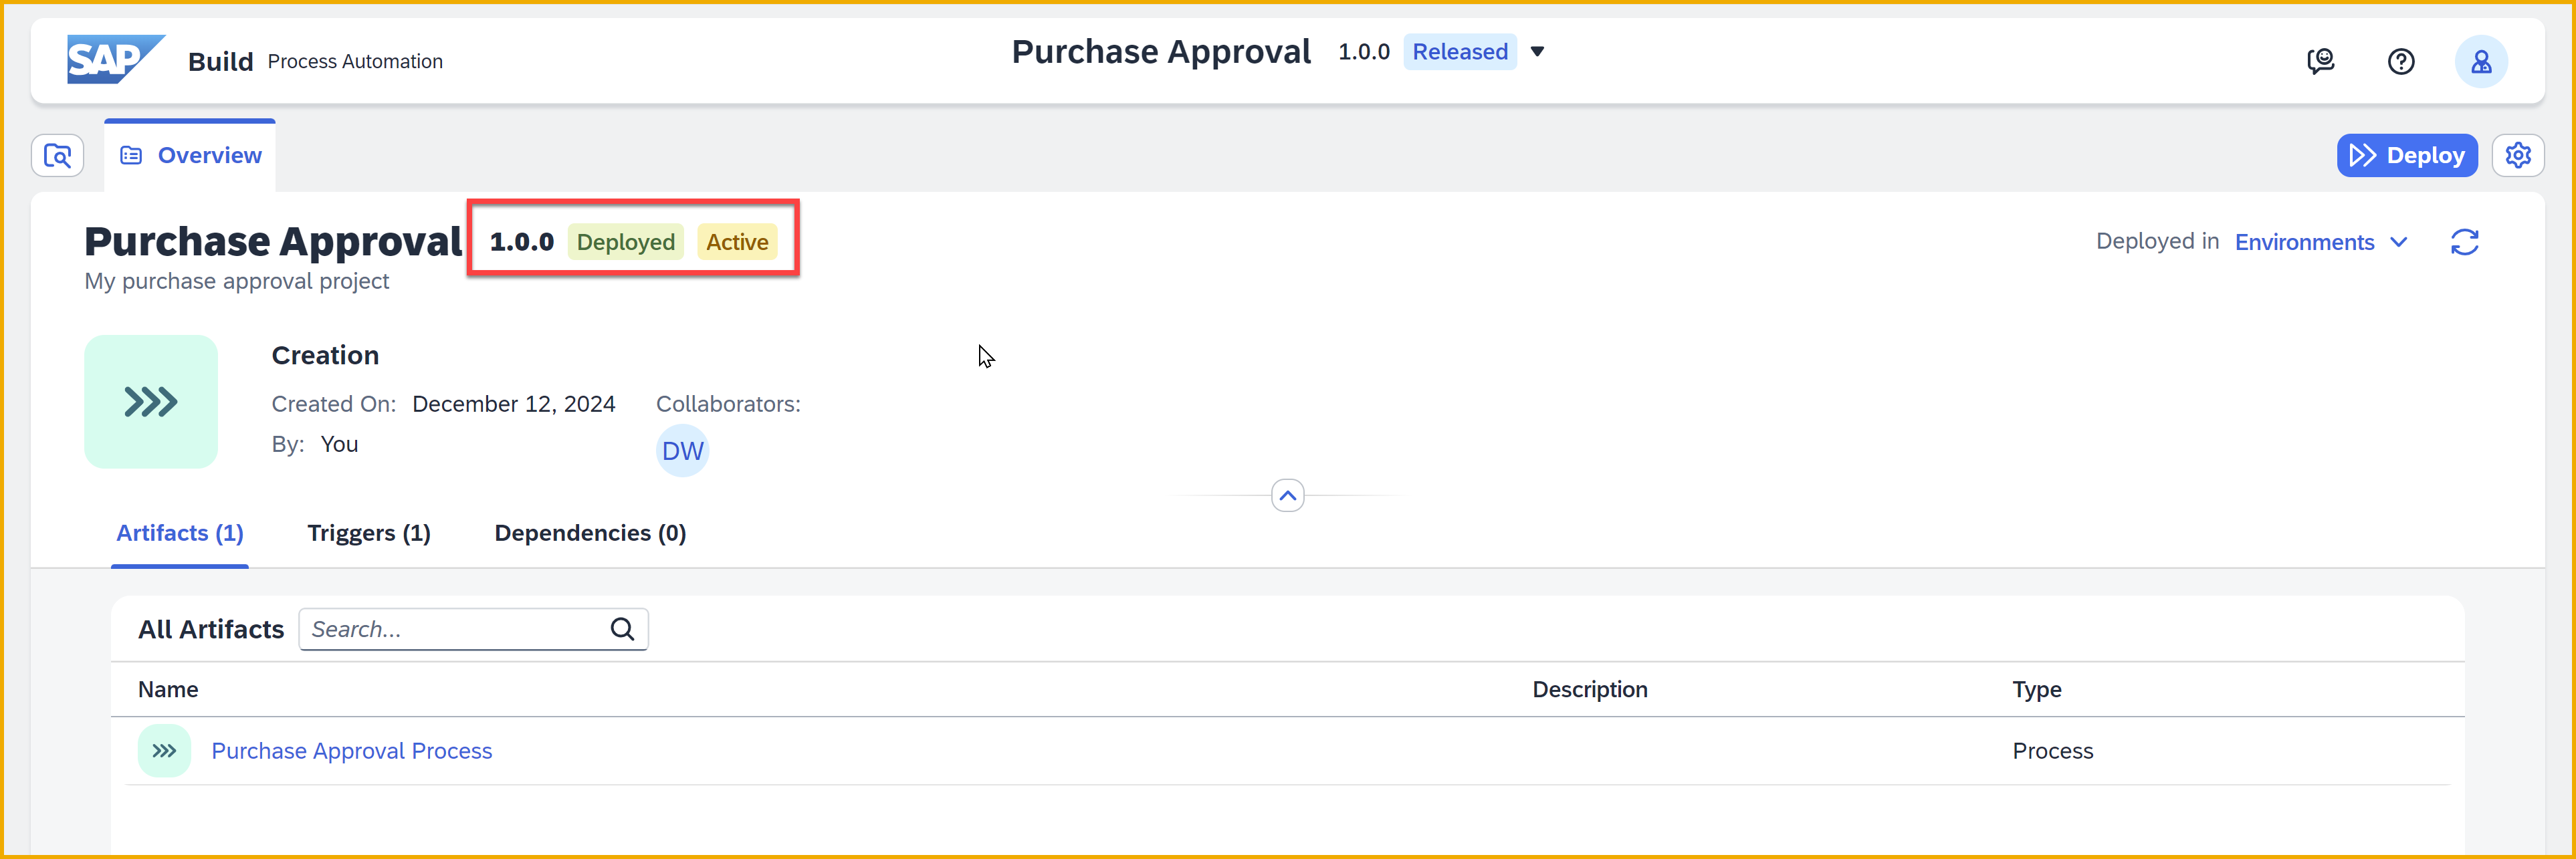 SAP Build Process Automation
Purchase Approval 1.0.0 Released
Overview
Deploy
Purchase Approval 1.0.0 Deployed Active
Deployed in Environments
My purchase approval project
Creation
Created On: December 12, 2024 Collaborators:
By: You
DW
Artifacts (1) Triggers (1) Dependencies (0)
All Artifacts Search...
Name Description Type
Purchase Approval Process Process